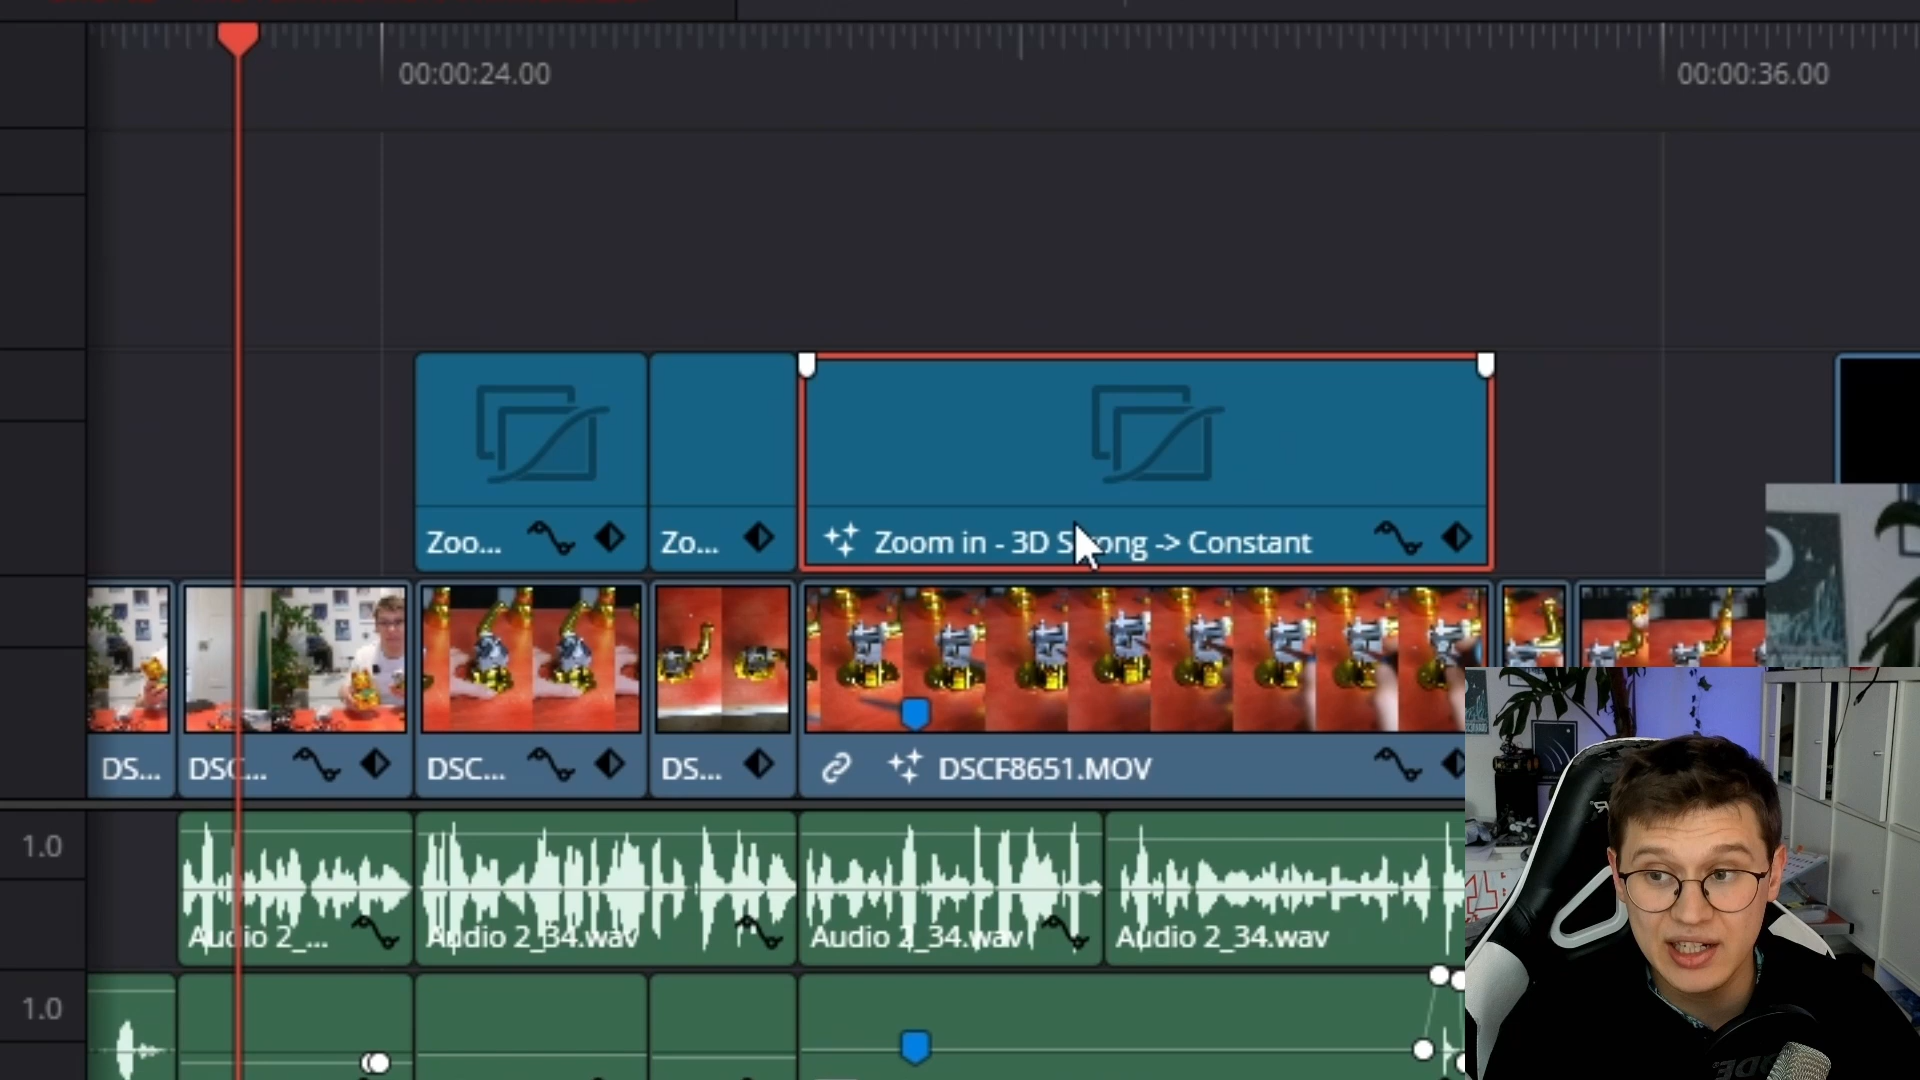 00:00:24.00
00:00:36.00
Zoo...
Zo...
Zoom in - 3D S ong -> Constant
DS...
DSC...
DSC...
DS...
DSCF8651.MOV
1.0
Audio 2_...
Audio 2_34.wav
Audio 2_34.wav
Audio 2_34.wav
1.0